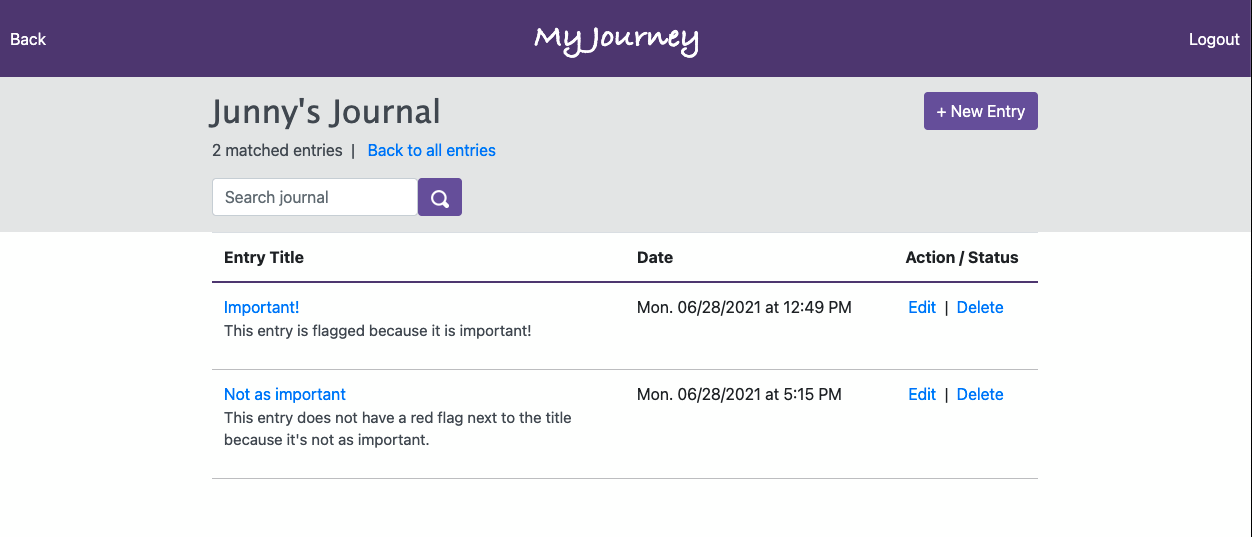 Back
MyJourney
Logout
Junny's Journal
+ New Entry
2 matched entries | Back to all entries
Search journal
Entry Title Date Action / Status
Important! Mon. 06/28/2021 at 12:49 PM Edit | Delete
This entry is flagged because it is important!
Not as important Mon. 06/28/2021 at 5:15 PM Edit | Delete
This entry does not have a red flag next to the title
because it's not as important.